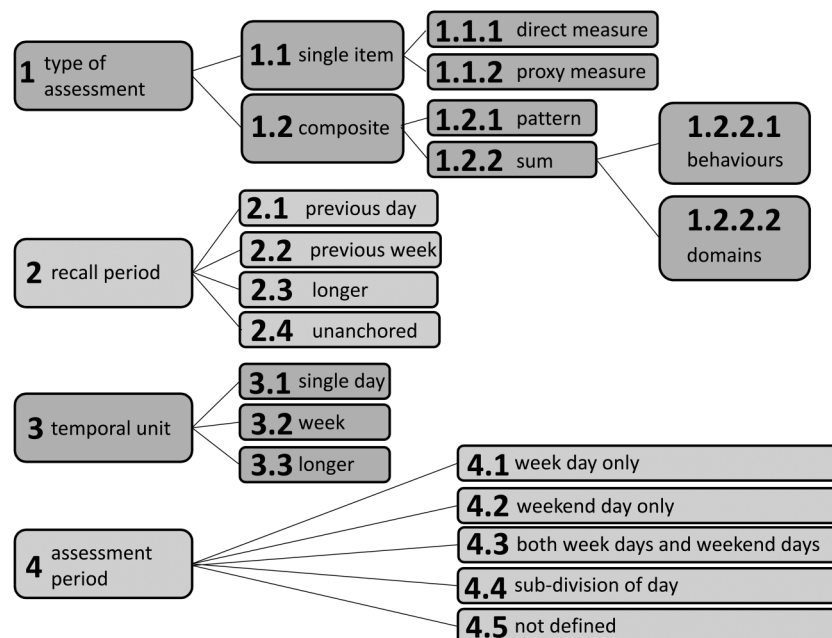 1 type of
assessment
1.1 single item
1.1.1 direct measure
1.1.2 proxy measure
1.2 composite
1.2.1 pattern
1.2.2 sum
1.2.2.1
behaviours
1.2.2.2
domains
2 recall period
2.1 previous day
2.2 previous week
2.3 longer
2.4 unanchored
3 temporal unit
3.1 single day
3.2 week
3.3 longer
4 assessment
period
4.1 week day only
4.2 weekend day only
4.3 both week days and weekend days
4.4 sub-division of day
4.5 not defined